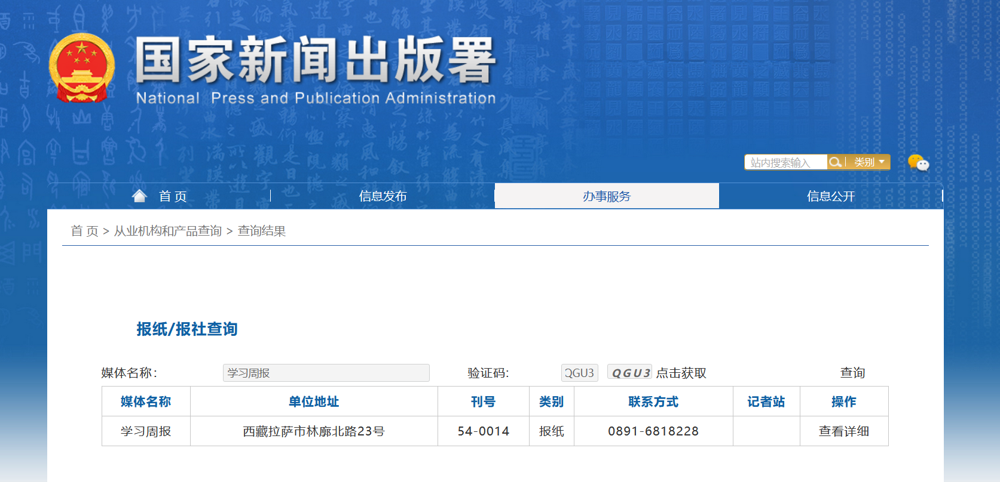 国家新闻出版署
National Press and Publication Administration
站内搜索输入 类别
首 页 信息发布 办事服务 信息公开
首 页 > 从业机构和产品查询 > 查询结果
报纸/报社查询
媒体名称： 学习周报 验证码: QGU3 QGU3 点击获取 查询
媒体名称 单位地址 刊号 类别 联系方式 记者站 操作
学习周报 西藏拉萨市林廓北路23号 54-0014 报纸 0891-6818228 查看详细